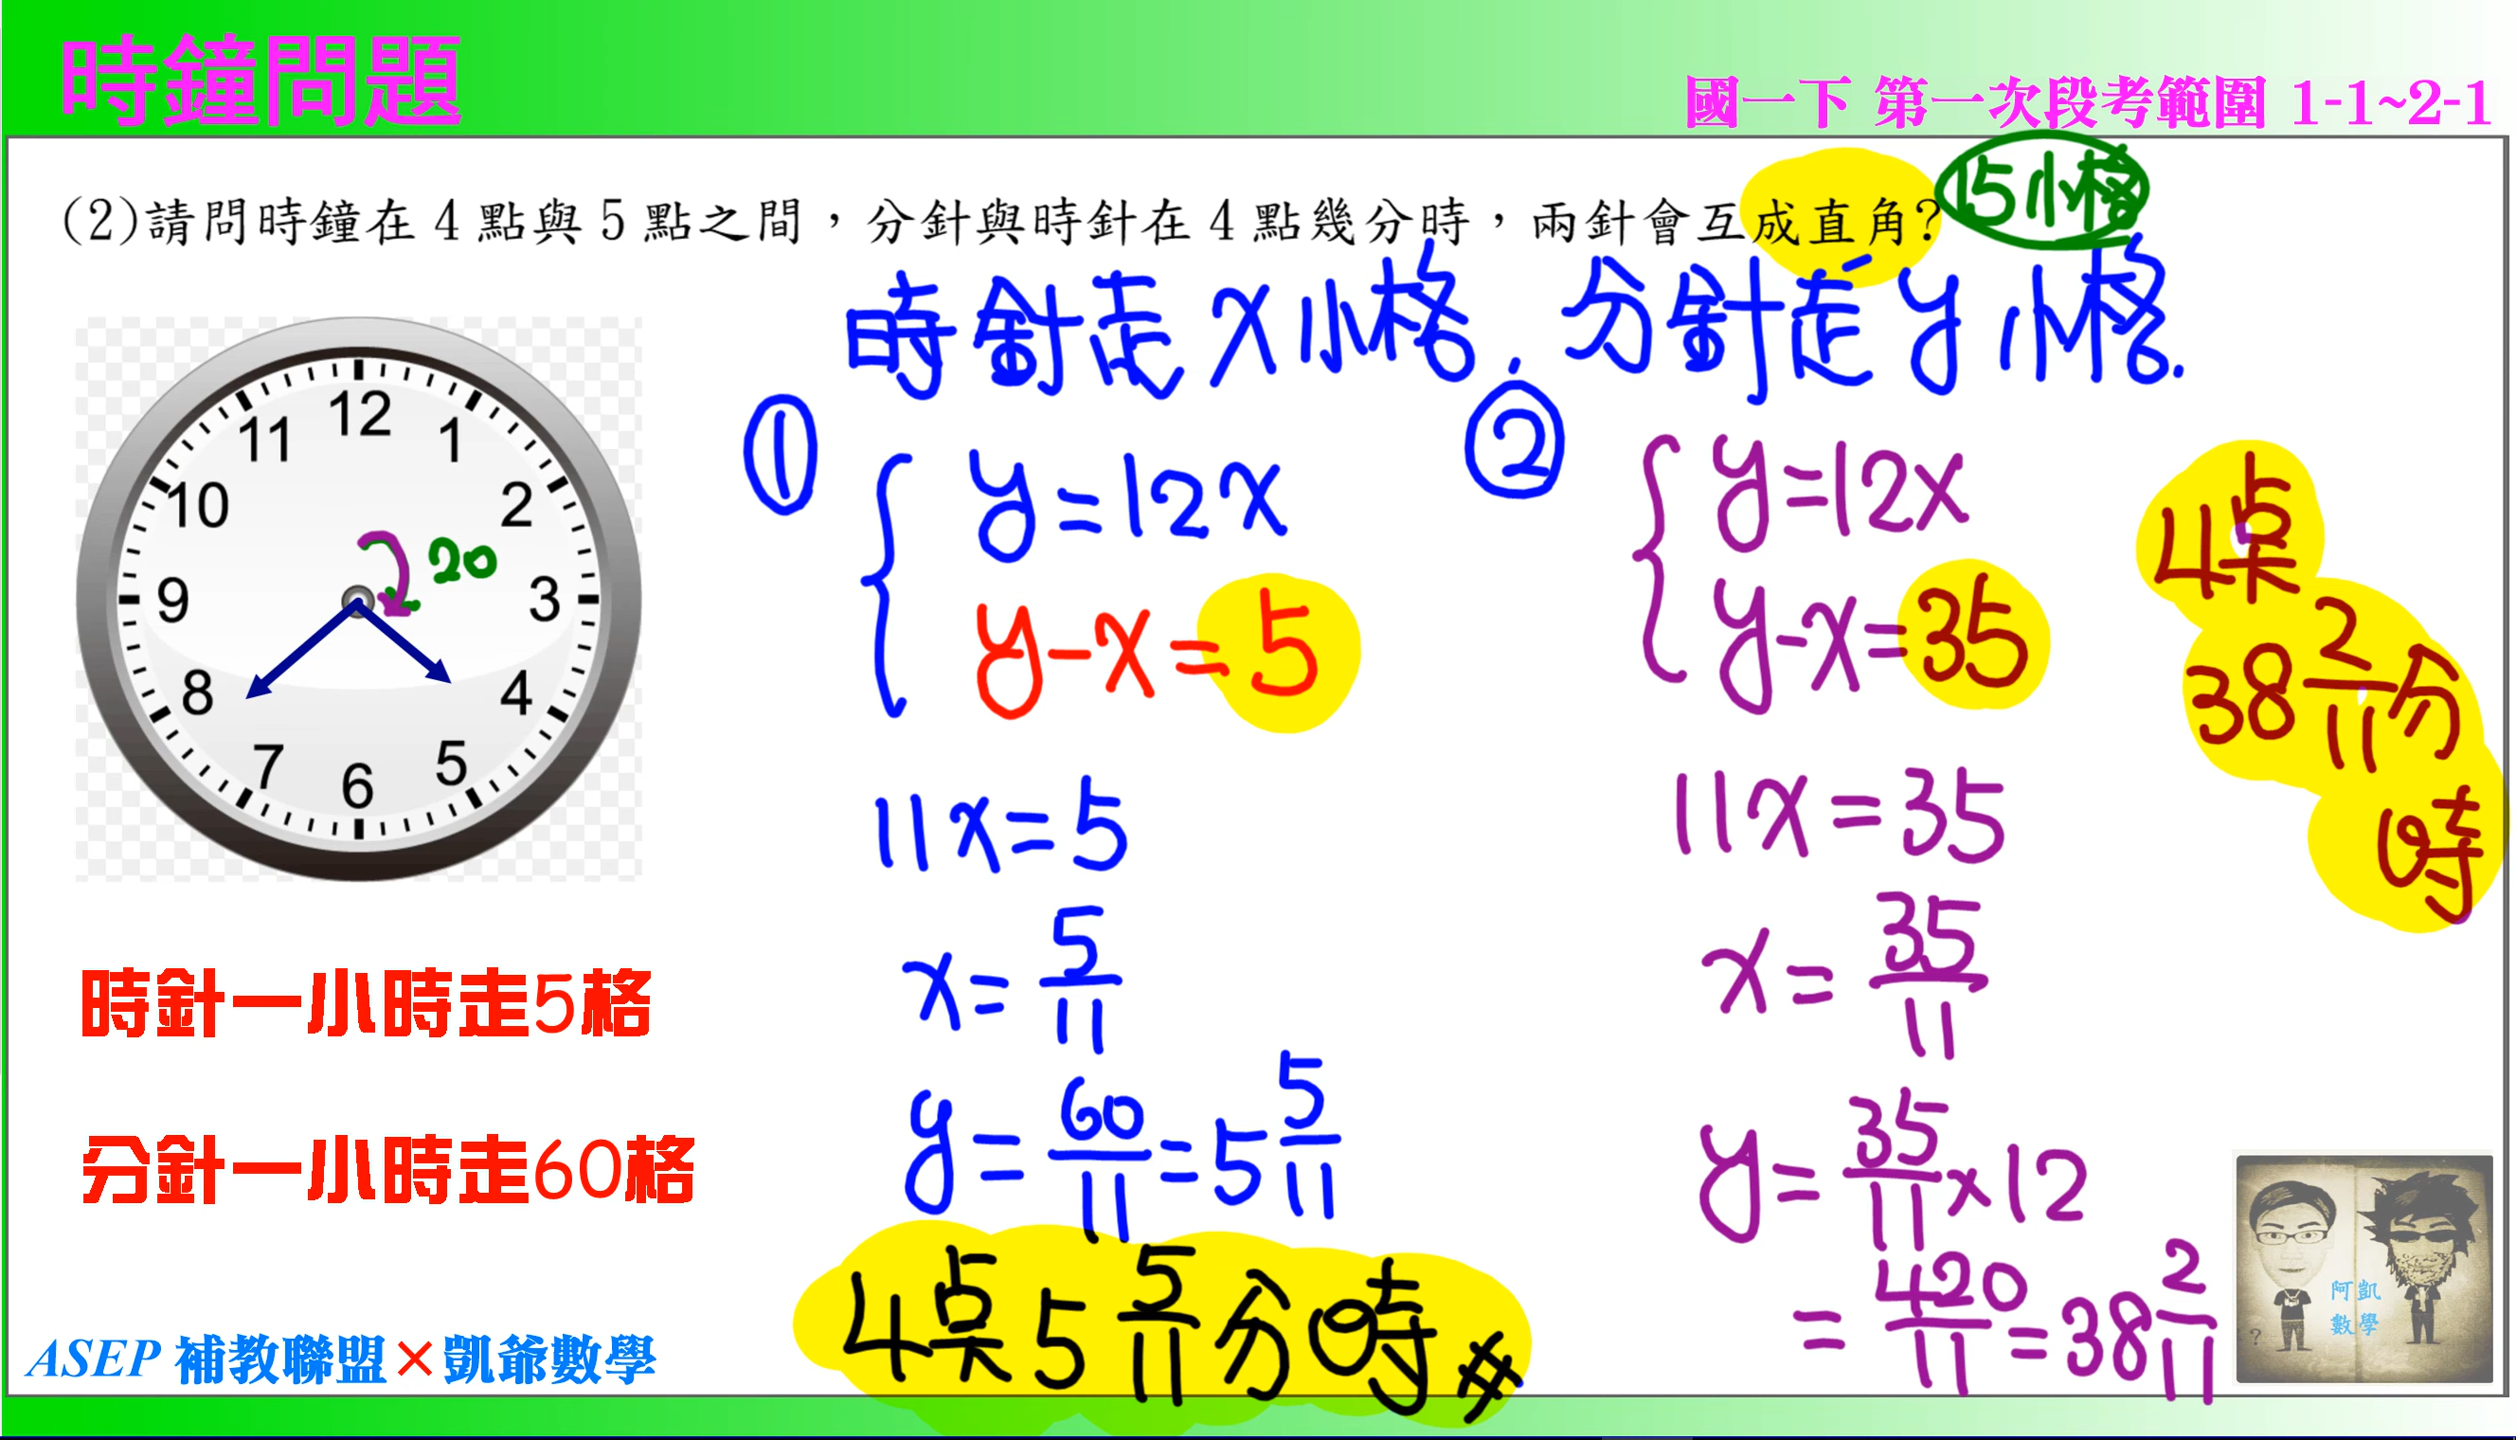 時鐘問題
國一下 第一次段考範圍 1-1~2-1
(2)請問時鐘在 4 點與 5 點之間，分針與時針在 4 點幾分時，兩針會互成直角?
15小格
時針走 x 小格, 分針走 y 小格.
12
1
2
3
4
5
6
7
8
9
10
11
20
①
y=12x
y-x=5
11x=5
x=5/11
y=60/11=5 5/11
4点5 5/11分時#
②
y=12x
y-x=35
11x=35
x=35/11
y=35/11×12
=420/11=38 2/11
4点
38 2/11分
時
時針一小時走5格
分針一小時走60格
ASEP 補教聯盟×凱爺數學
阿凱
數學
?